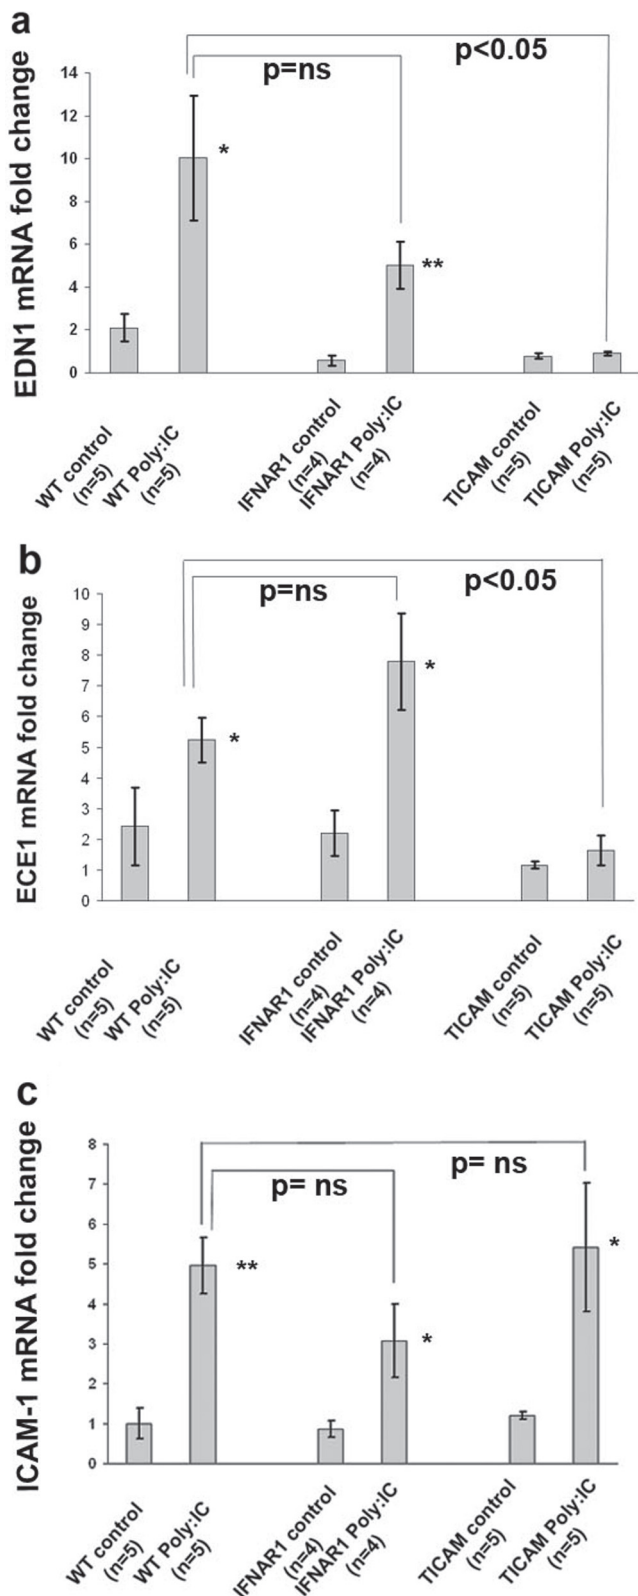 a
EDN1 mRNA fold change
p<0.05
p=ns
14
12
10
8
6
4
2
0
*
**
WT control
(n=5)
WT Poly:IC
(n=5)
IFNAR1 control
(n=4)
IFNAR1 Poly:IC
(n=4)
TICAM control
(n=5)
TICAM Poly:IC
(n=5)
b
ECE1 mRNA fold change
p<0.05
p=ns
10
9
8
7
6
5
4
3
2
1
0
*
*
WT control
(n=5)
WT Poly:IC
(n=5)
IFNAR1 control
(n=4)
IFNAR1 Poly:IC
(n=4)
TICAM control
(n=5)
TICAM Poly:IC
(n=5)
c
ICAM-1 mRNA fold change
p= ns
p= ns
8
7
6
5
4
3
2
1
0
**
*
*
WT control
(n=5)
WT Poly:IC
(n=5)
IFNAR1 control
(n=4)
IFNAR1 Poly:IC
(n=4)
TICAM control
(n=5)
TICAM Poly:IC
(n=5)